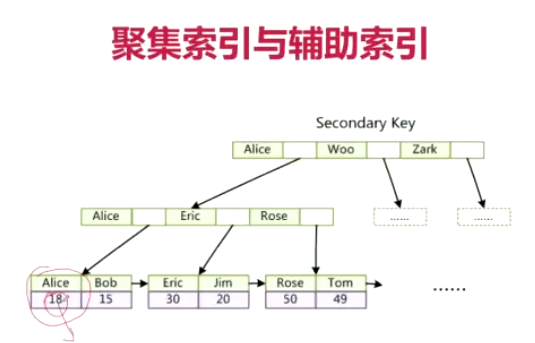 聚集索引与辅助索引
Secondary Key
Alice Woo Zark
Alice Eric Rose ...... ......
Alice Bob Eric Jim Rose Tom ......
18 15 30 20 50 49